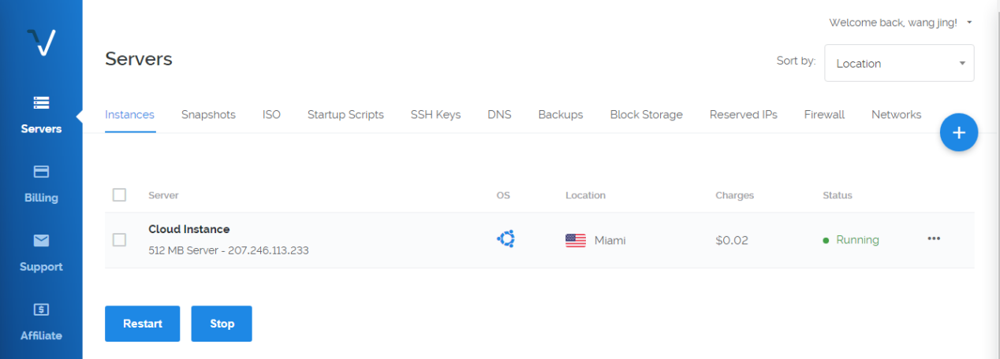 Welcome back, wang jing!
Servers
Sort by: Location
Instances Snapshots ISO Startup Scripts SSH Keys DNS Backups Block Storage Reserved IPs Firewall Networks
+
Servers
Billing
Support
Affiliate
Server OS Location Charges Status
Cloud Instance
512 MB Server - 207.246.113.233 Miami $0.02 Running
Restart Stop